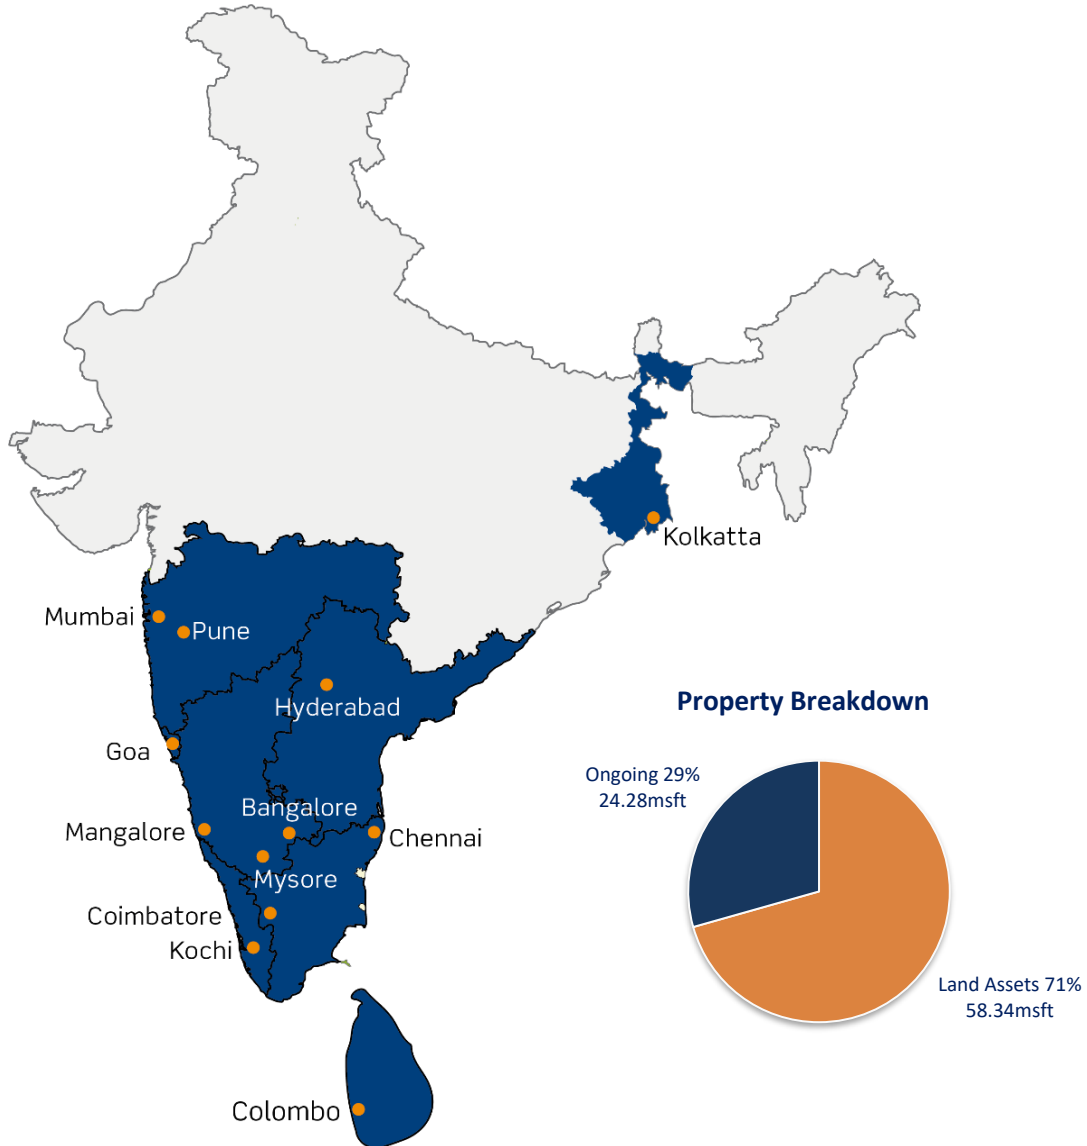 Kolkatta
Mumbai
Pune
Hyderabad
Goa
Bangalore
Mangalore
Chennai
Mysore
Coimbatore
Kochi
Colombo
Property Breakdown
Ongoing 29%
24.28msft
Land Assets 71%
58.34msft